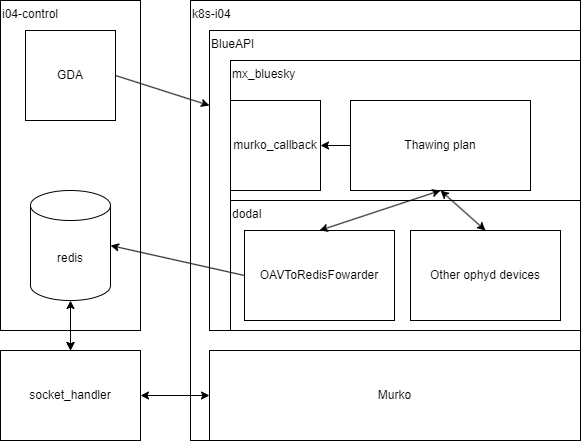 i04-control
k8s-i04
BlueAPI
GDA
mx_bluesky
murko_callback
Thawing plan
dodal
redis
OAVToRedisFowarder
Other ophyd devices
socket_handler
Murko